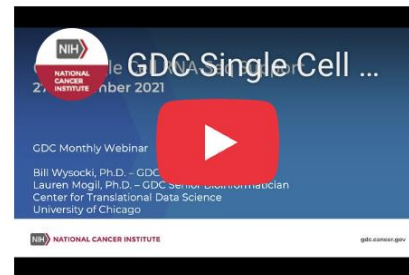 NIH
NATIONAL
CANCER
INSTITUTE
GDC Single Cell ...
2021
GDC Monthly Webinar
Bill Wysocki, Ph.D. – GDC
Lauren Mogil, Ph.D. – GDC Senior Bioinformatician
Center for Translational Data Science
University of Chicago
NIH NATIONAL CANCER INSTITUTE
gdc.cancer.gov